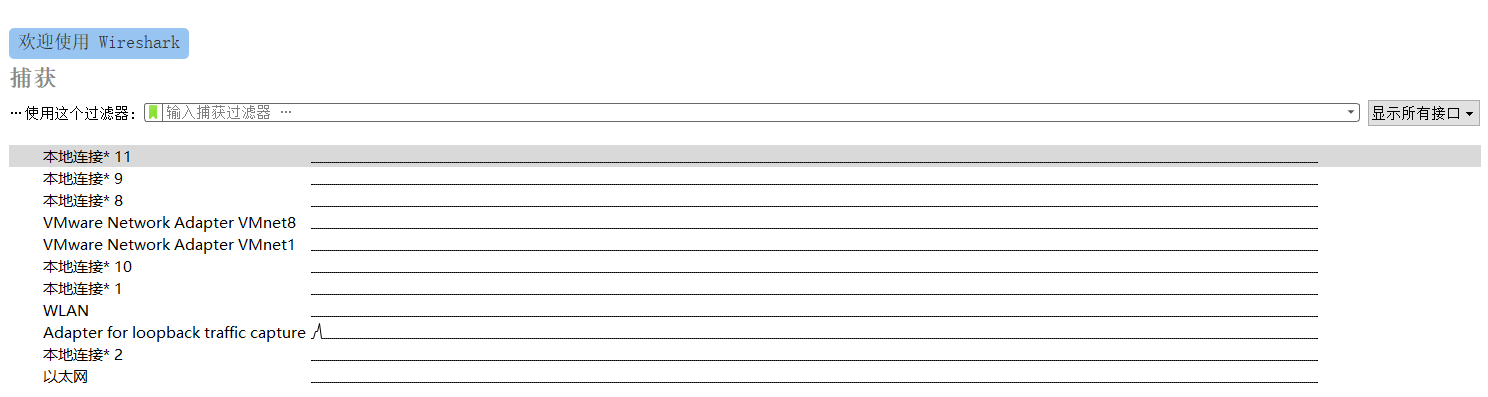 欢迎使用 Wireshark
捕获
…使用这个过滤器： 输入捕获过滤器 … 显示所有接口
本地连接* 11
本地连接* 9
本地连接* 8
VMware Network Adapter VMnet8
VMware Network Adapter VMnet1
本地连接* 10
本地连接* 1
WLAN
Adapter for loopback traffic capture
本地连接* 2
以太网